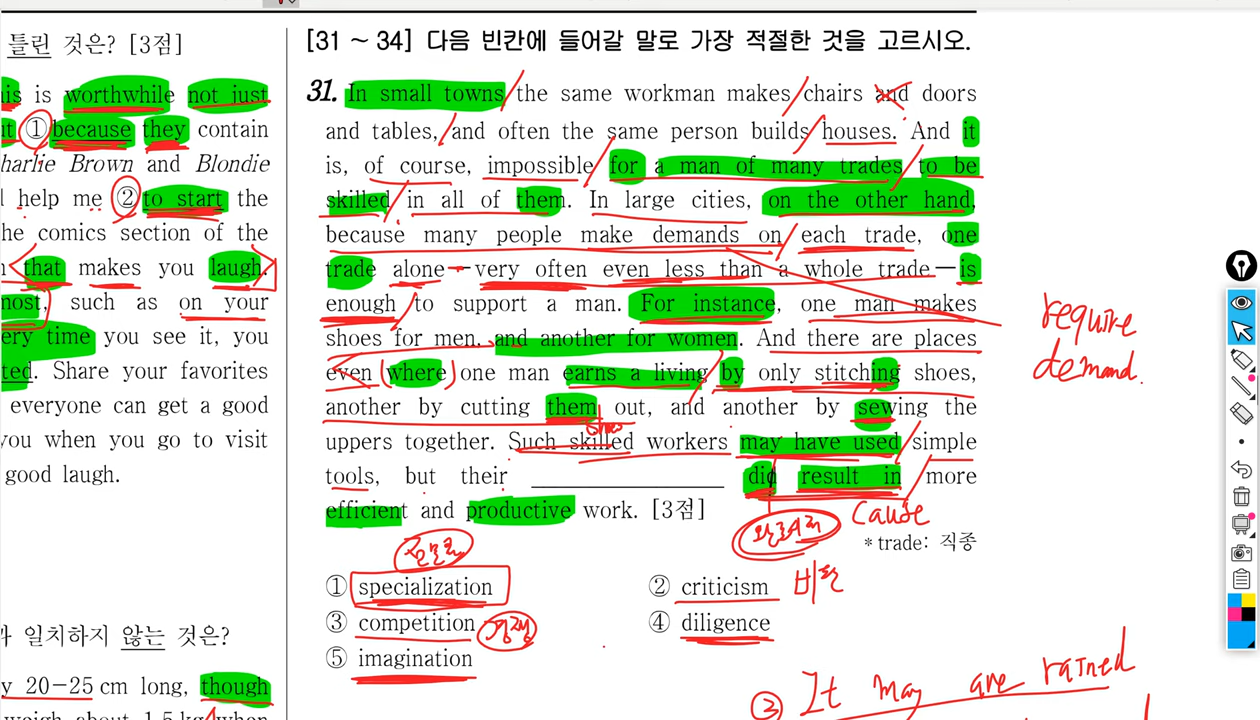 틀린 것은? [3점]
is worthwhile not just
① because they contain
harlie Brown and Blondie
help me ② to start the
he comics section of the
that makes you laugh.
most, such as on your
ery time you see it, you
ted. Share your favorites
everyone can get a good
you when you go to visit
good laugh.
일치하지 않는 것은?
y 20-25 cm long, though
weigh about 1.5 kg when
[31 ~ 34] 다음 빈칸에 들어갈 말로 가장 적절한 것을 고르시오.
31. In small towns the same workman makes chairs and doors
and tables, and often the same person builds houses. And it
is, of course, impossible for a man of many trades to be
skilled in all of them. In large cities, on the other hand,
because many people make demands on each trade, one
trade alone—very often even less than a whole trade—is
enough to support a man. For instance, one man makes
shoes for men, and another for women. And there are places
even where one man earns a living by only stitching shoes,
another by cutting them out, and another by sewing the
shoes
uppers together. Such skilled workers may have used simple
tools, but their ____________ did result in more
efficient and productive work. [3점]
cause
* trade: 직종
전문화
① specialization
② criticism 비판
③ competition 경쟁
④ diligence
⑤ imagination
require
demand.
③ It may are rained